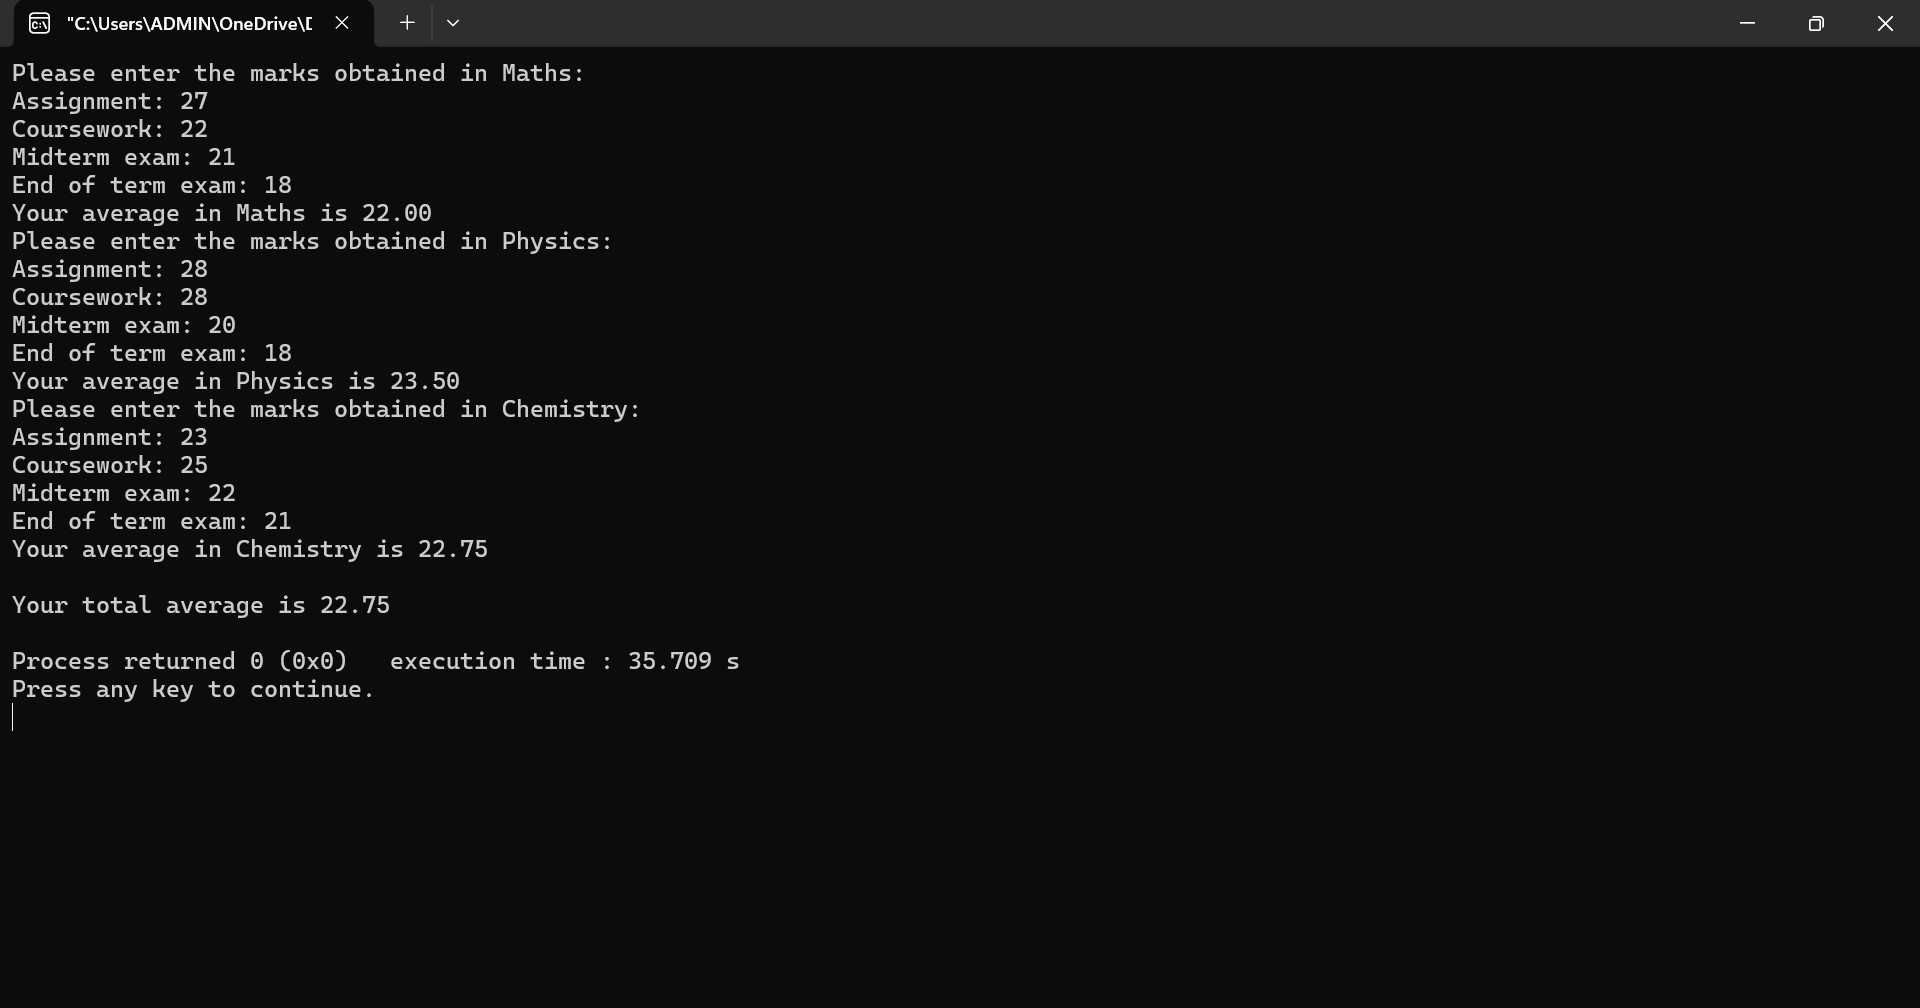 "C:\Users\ADMIN\OneDrive\
Please enter the marks obtained in Maths:
Assignment: 27
Coursework: 22
Midterm exam: 21
End of term exam: 18
Your average in Maths is 22.00
Please enter the marks obtained in Physics:
Assignment: 28
Coursework: 28
Midterm exam: 20
End of term exam: 18
Your average in Physics is 23.50
Please enter the marks obtained in Chemistry:
Assignment: 23
Coursework: 25
Midterm exam: 22
End of term exam: 21
Your average in Chemistry is 22.75
Your total average is 22.75
Process returned 0 (0x0)   execution time : 35.709 s
Press any key to continue.